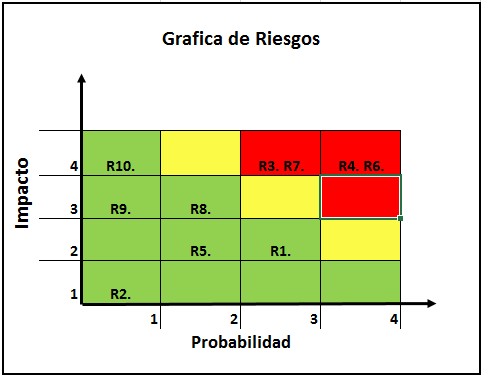 Grafica de Riesgos
Impacto
4 R10. R3. R7. R4. R6.
3 R9. R8.
2 R5. R1.
1 R2.
1 2 3 4
Probabilidad